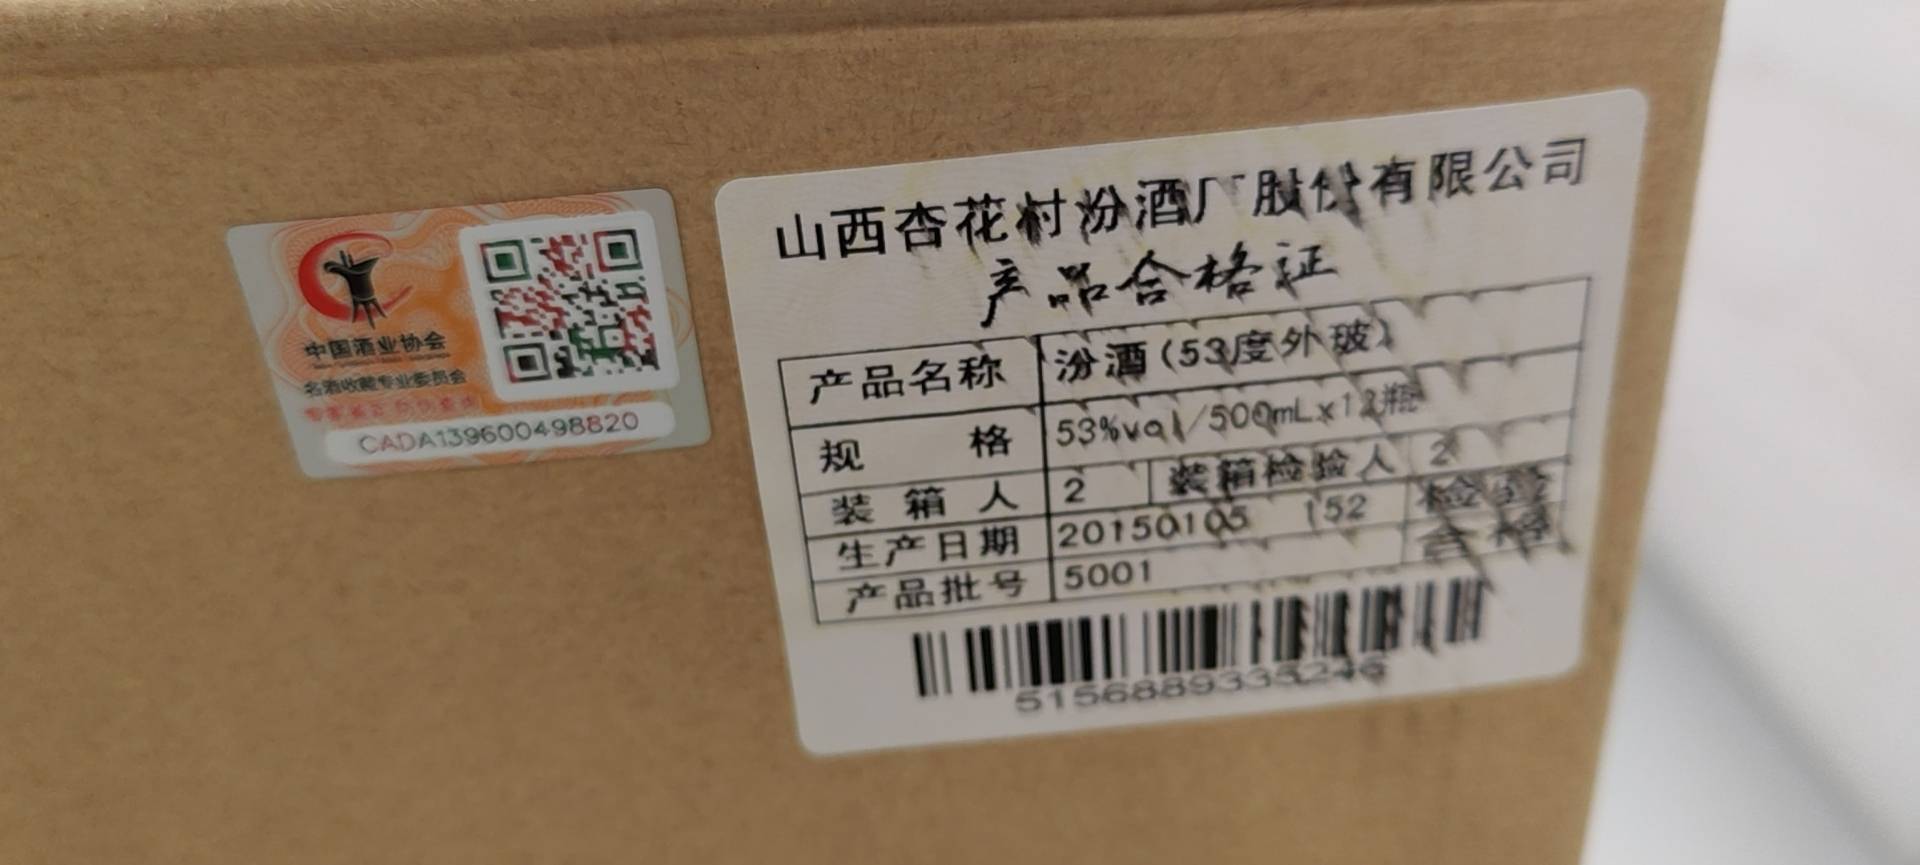 中国酒业协会
名酒收藏专业委员会
CADA139600498820
山西杏花村汾酒厂股份有限公司
产品合格证
产品名称 汾酒(53度外玻)
规格 53%vol/500mL×12瓶
装箱人 2 装箱检验人 2
生产日期 20150105 152 检验
产品批号 5001 合格
5156889335246